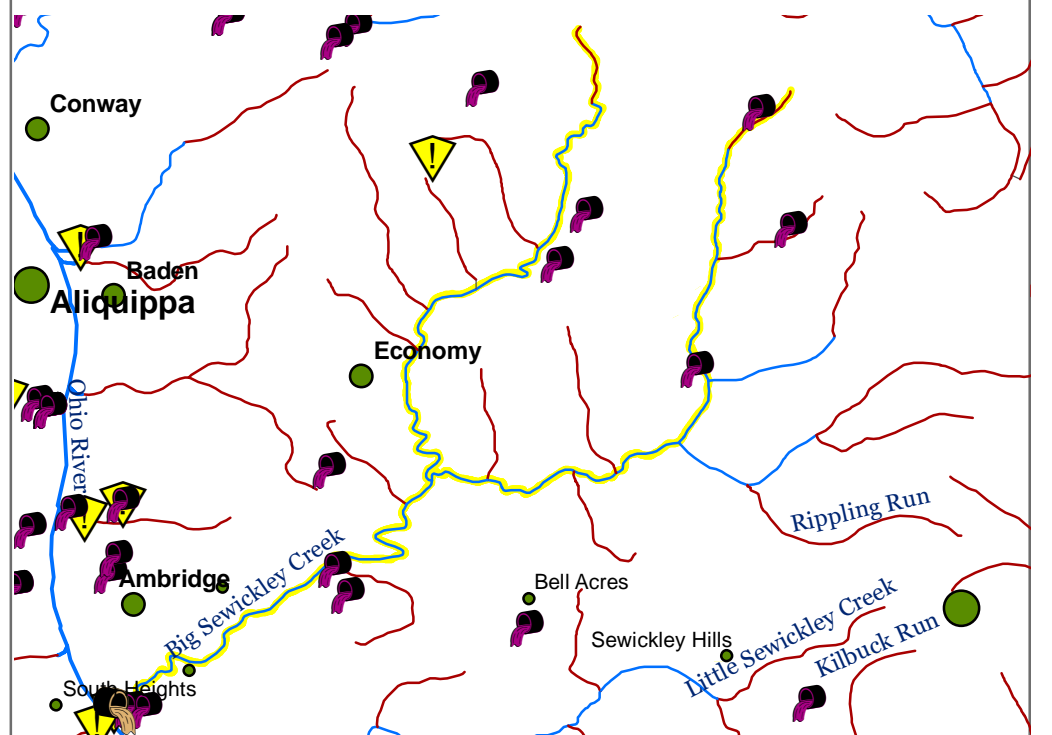 Conway
Baden
Aliquippa
Economy
Ohio River
Rippling Run
Big Sewickley Creek
Ambridge
Bell Acres
Sewickley Hills
Little Sewickley Creek
Kilbuck Run
South Heights
!
!
!
!
!